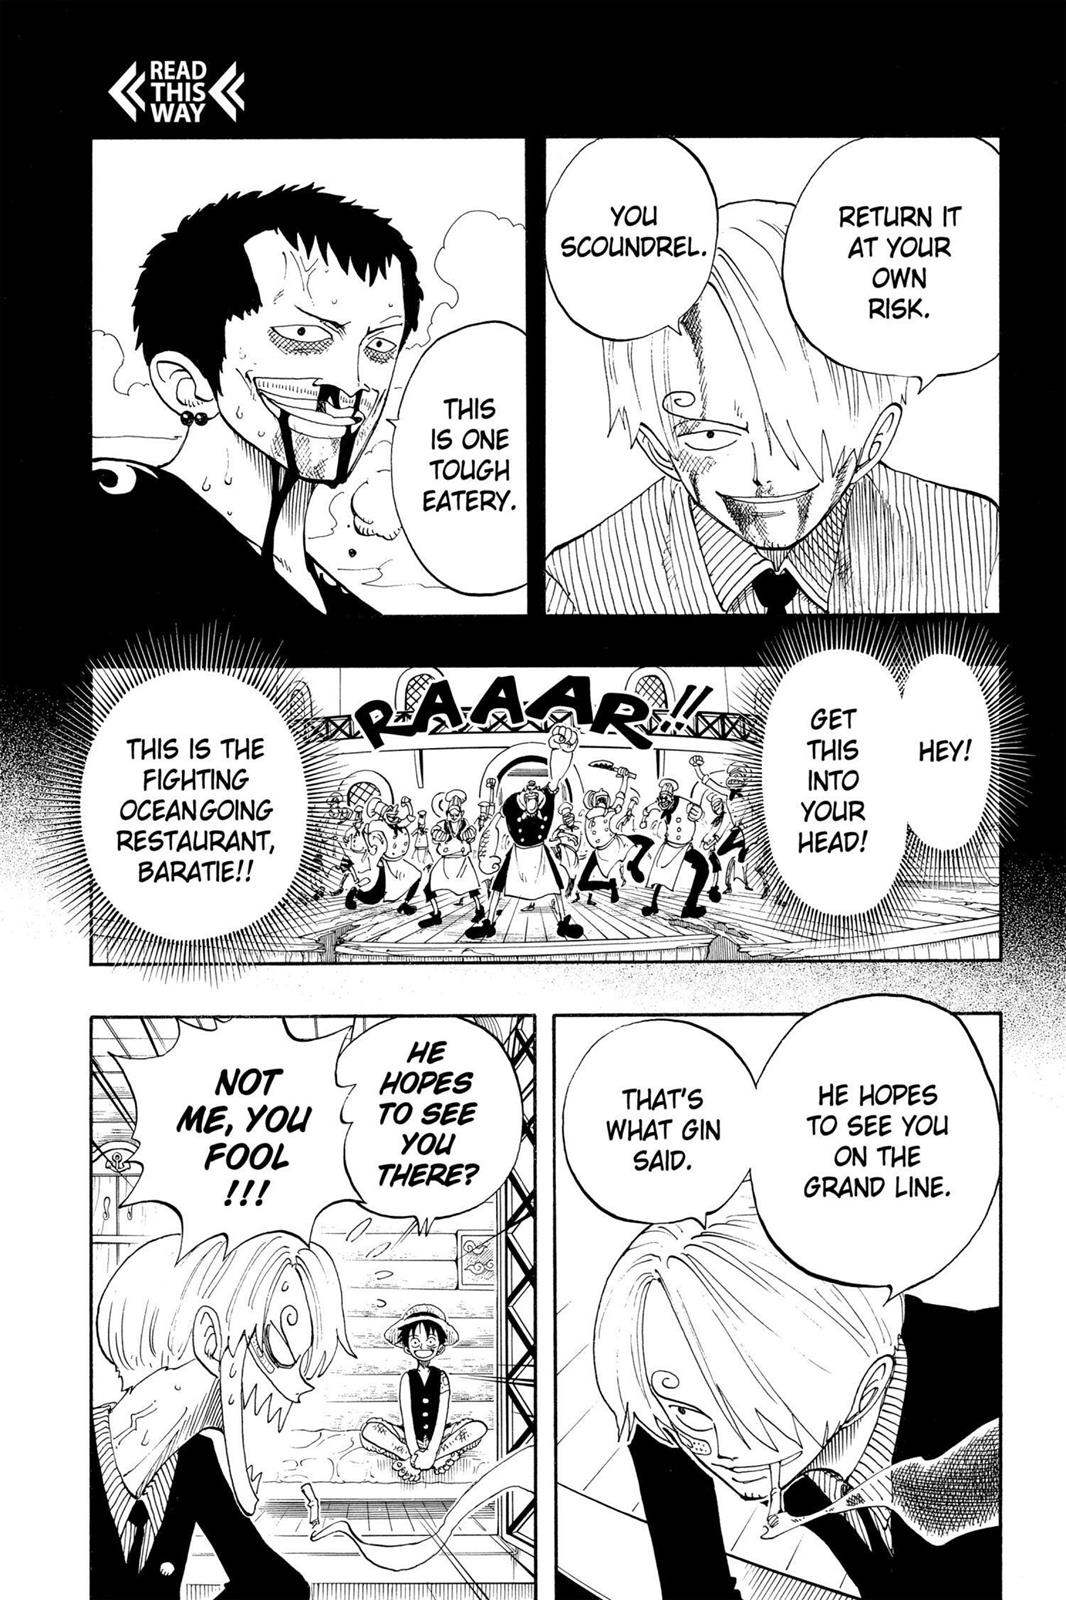 READ
THIS
WAY
RETURN IT
AT YOUR
OWN
RISK.
YOU
SCOUNDREL.
THIS
IS ONE
TOUGH
EATERY.
HEY!
GET
THIS
INTO
YOUR
HEAD!
RAAAAR!!
THIS IS THE
FIGHTING
OCEANGOING
RESTAURANT,
BARATIE!!
HE HOPES
TO SEE YOU
ON THE
GRAND LINE.
THAT'S
WHAT GIN
SAID.
HE
HOPES
TO SEE
YOU
THERE?
NOT
ME, YOU
FOOL
!!!